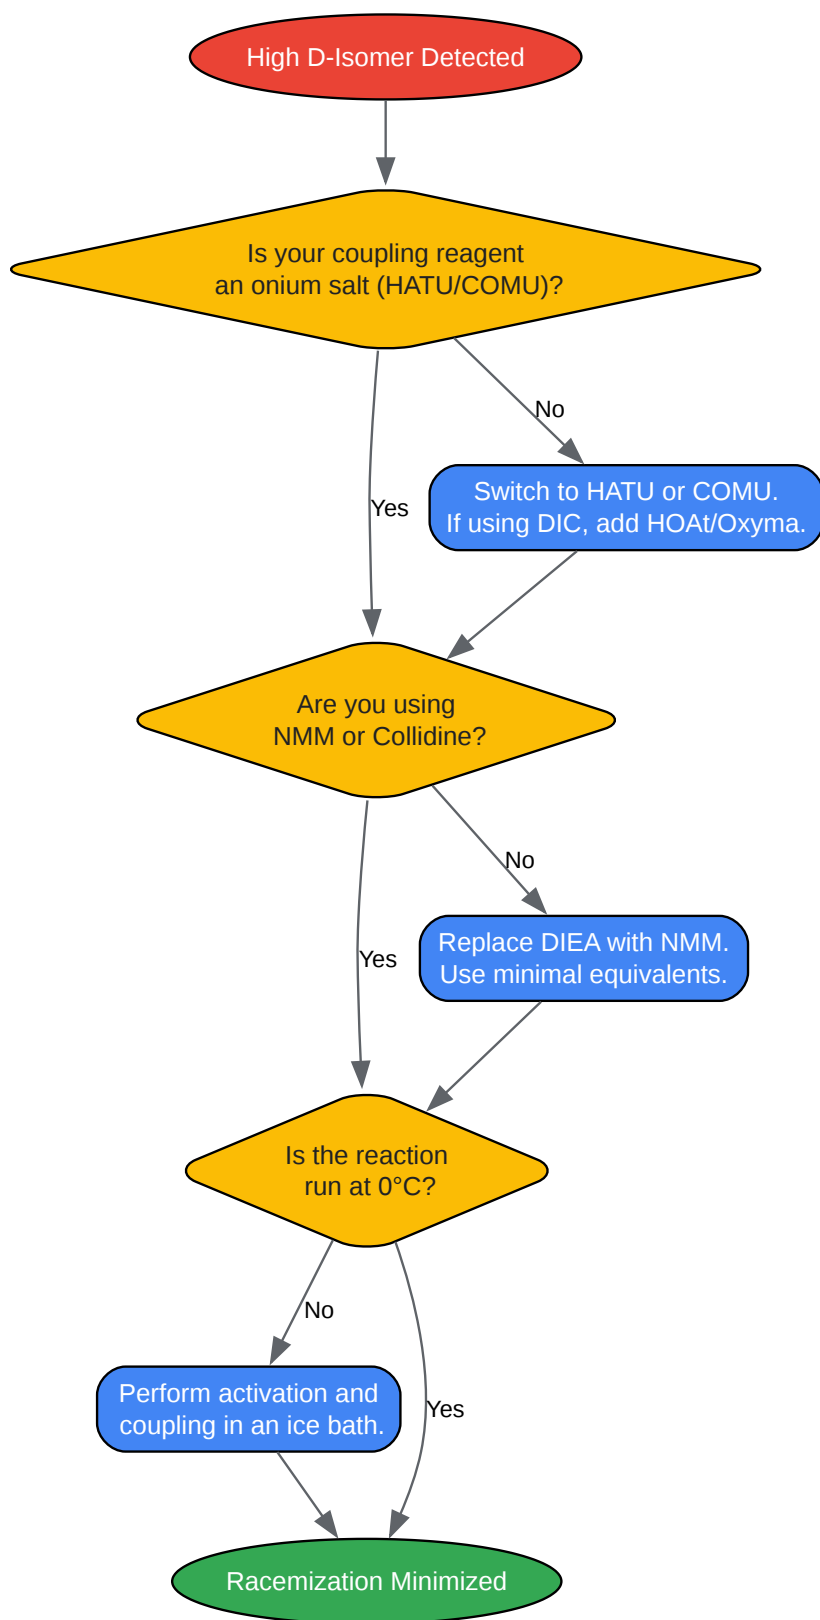 High D-Isomer Detected
Is your coupling reagent
an onium salt (HATU/COMU)?
No
Switch to HATU or COMU.
If using DIC, add HOAt/Oxyma.
Yes
Are you using
NMM or Collidine?
No
Replace DIEA with NMM.
Use minimal equivalents.
Yes
Is the reaction
run at 0°C?
No
Perform activation and
coupling in an ice bath.
Yes
Racemization Minimized